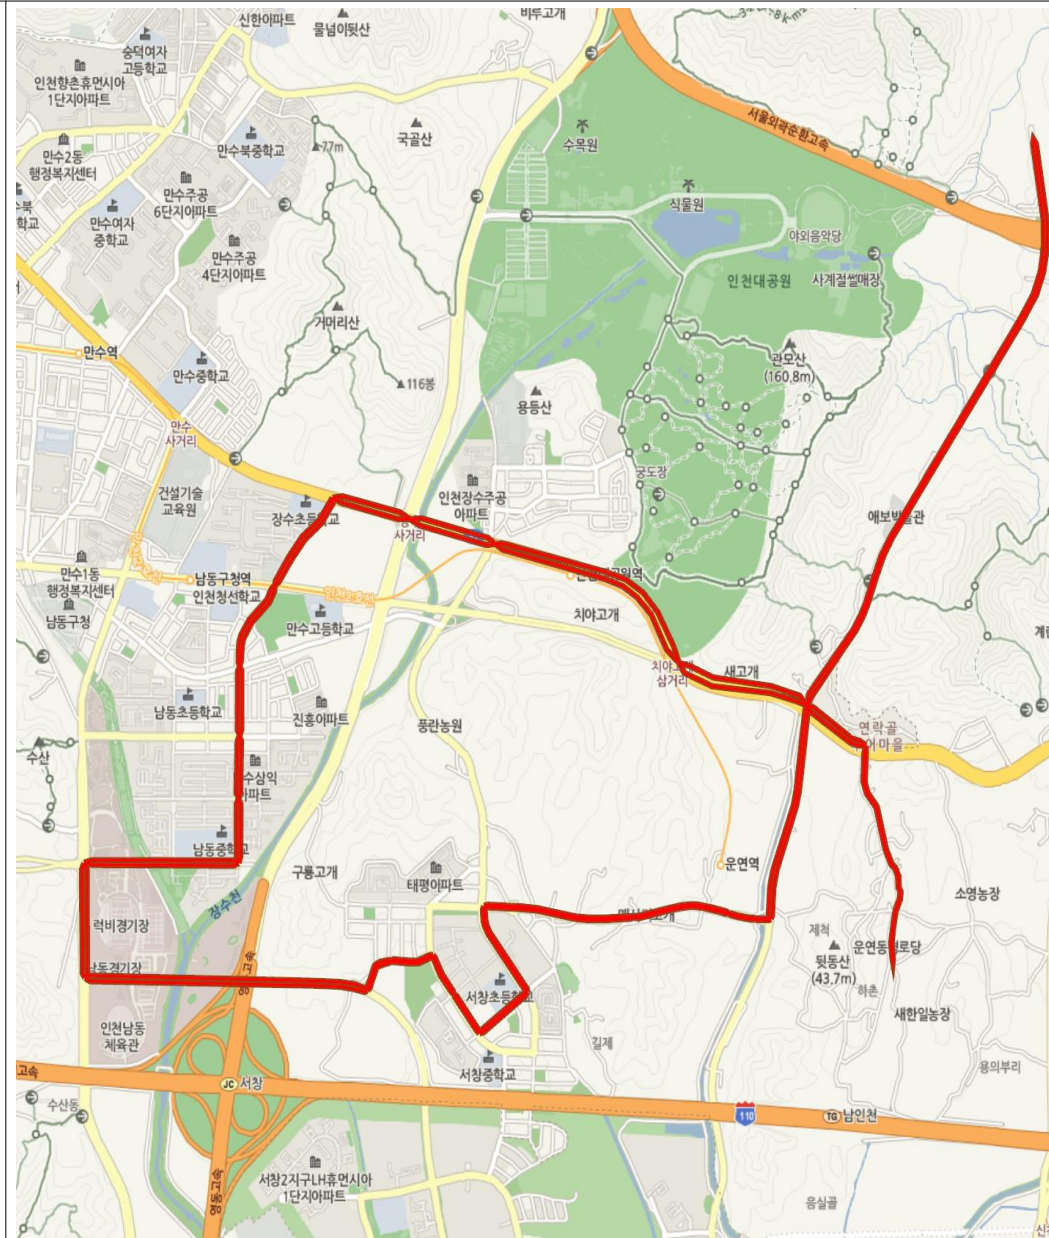 비루고개
신한아파트
물넘이뒷산
숭덕여자
고등학교
인천향촌휴먼시아
1단지아파트
국골산
서울외곽순환고속
수목원
만수북중학교
77m
만수2동
행정복지센터
만수주공
6단지아파트
식물원
만수여자
중학교
학교
야외음악당
만수주공
4단지아파트
인천대공원
사계절썰매장
거머리산
만수역
관모산
(160.8m)
만수중학교
116봉
용등산
만수
사거리
궁도장
건설기술
교육원
인천장수주공
아파트
장수초등학교
사거리
만수1동
행정복지센터
남동구청역
인천청선학교
인천2호선
남동구청
만수고등학교
치야고개
새고개
삼거리
남동초등학교
진흥아파트
풍란농원
연락골
수산
남동중학교
구룡고개
태평아파트
운연역
장수천
소영농장
럭비경기장
제척
뒷동산
(43.7m)
남동경기장
하촌
서창초등학교
새한일농장
인천남동
체육관
길제
서창중학교
용의부리
고속
JC 서창
수산동
110
TG 남인천
서창2지구LH휴먼시아
1단지아파트
영동고속
음실골